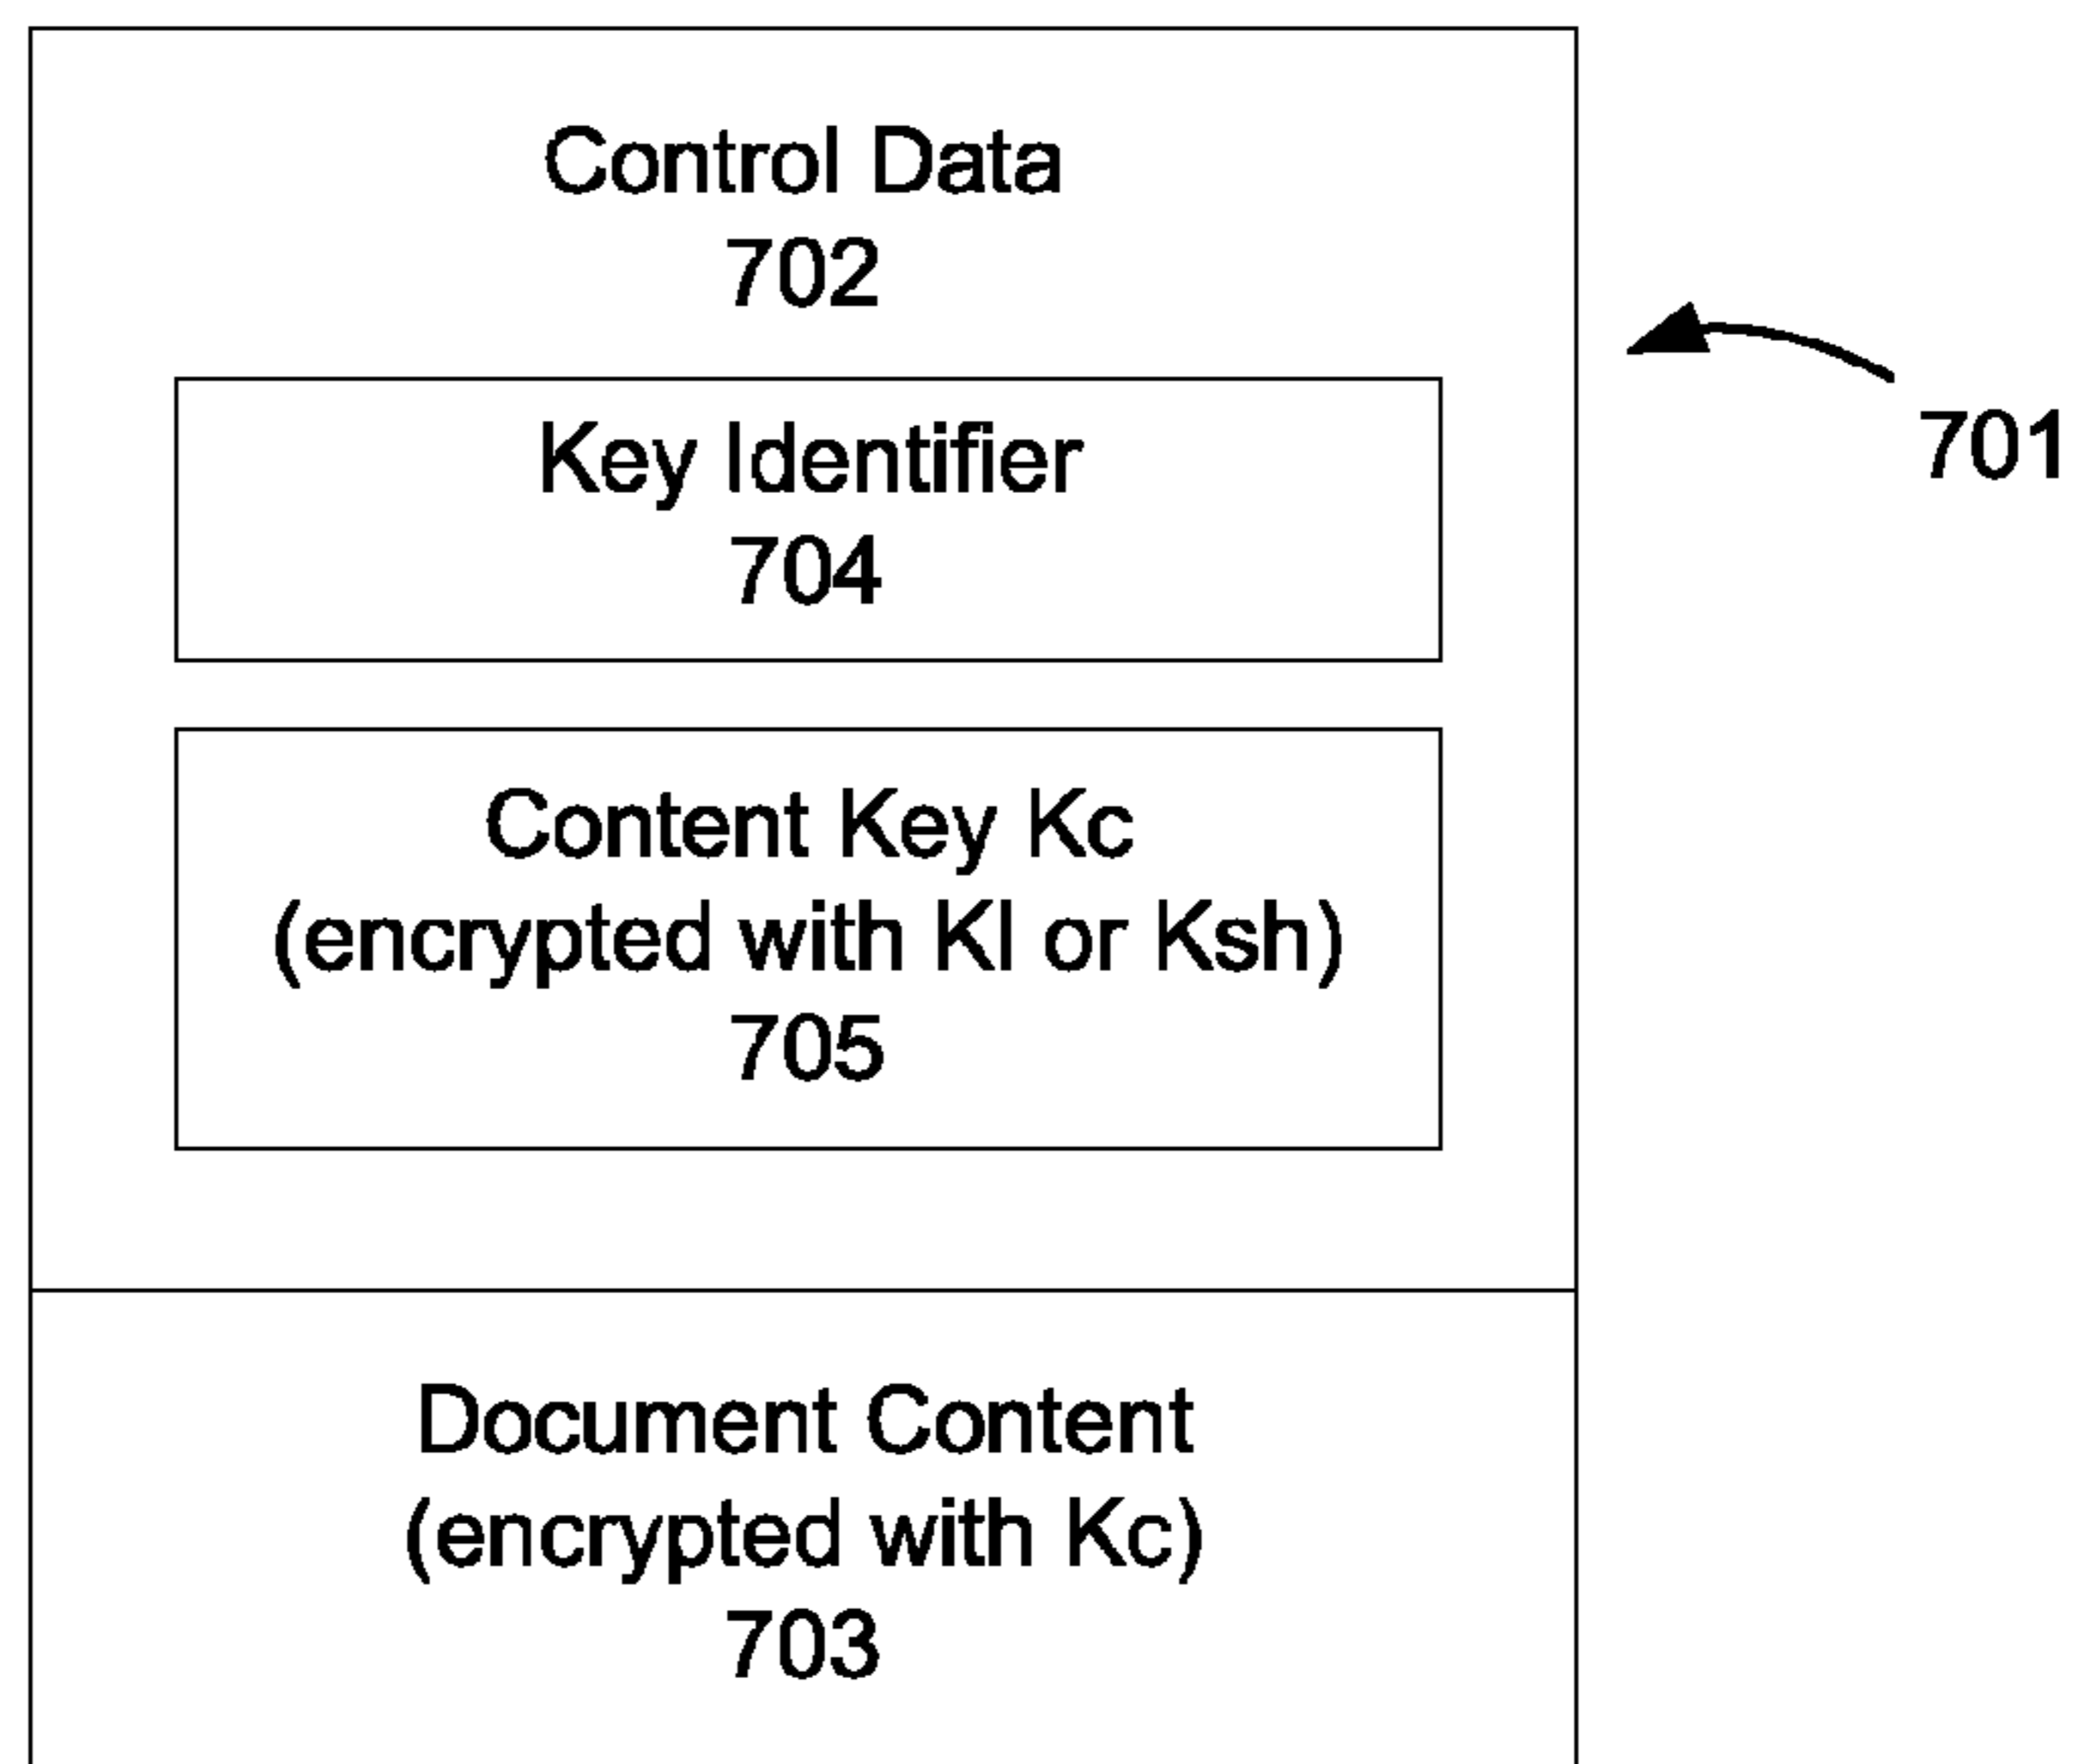 Control Data
702
Key Identifier
704
701
Content Key Kc
(encrypted with Kl or Ksh)
705
Document Content
(encrypted with Kc)
703